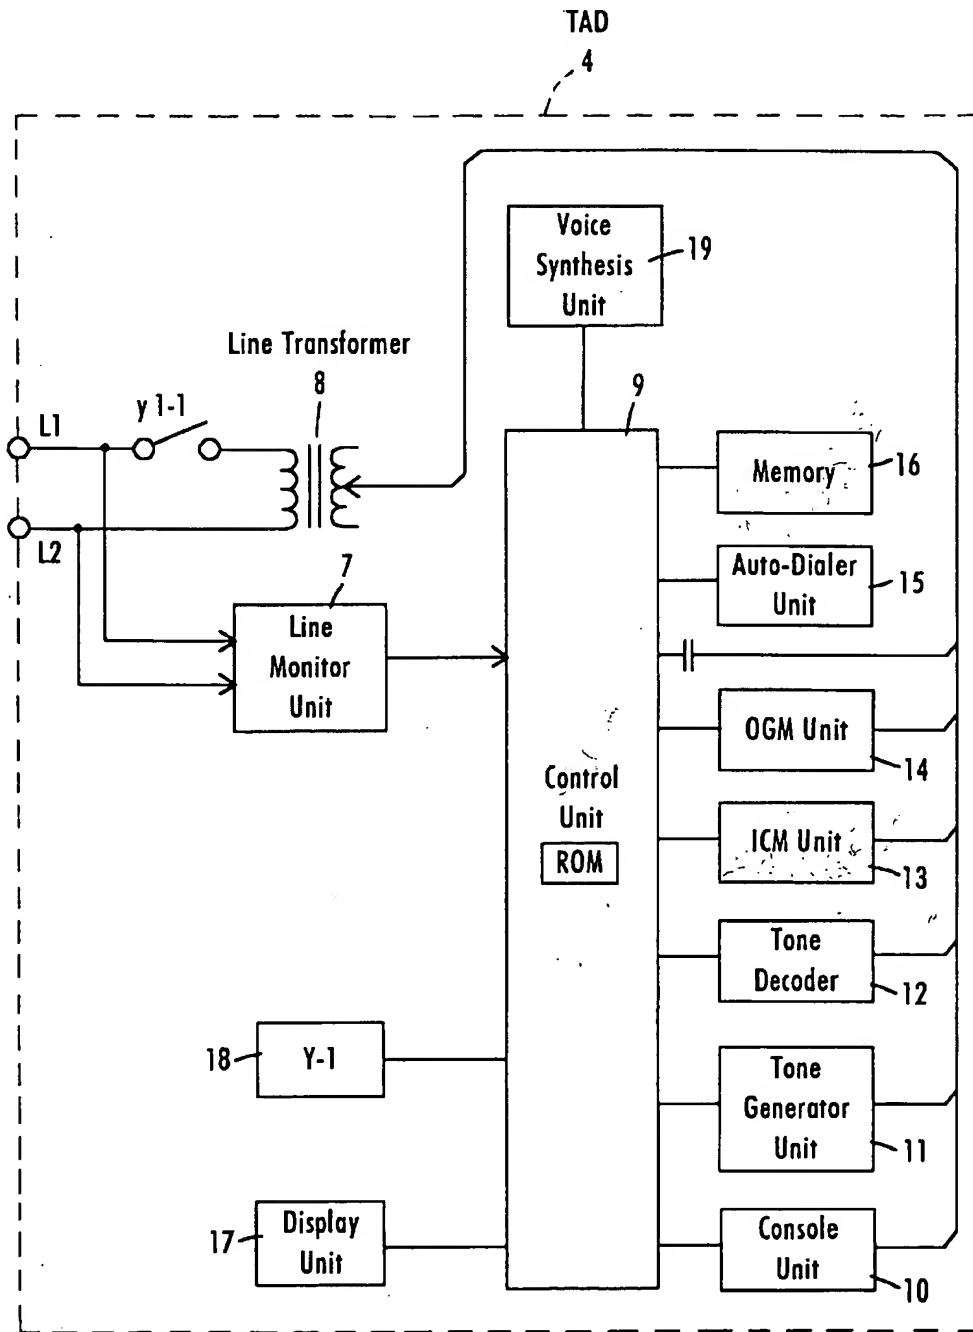 TAD
4
Voice
Synthesis
Unit
19
Line Transformer
8
9
y 1-1
L1
L2
Memory
16
Auto-Dialer
Unit
15
7
Line
Monitor
Unit
OGM Unit
14
Control
Unit
ROM
ICM Unit
13
Tone
Decoder
12
18
Y-1
Tone
Generator
Unit
11
17
Display
Unit
Console
Unit
10